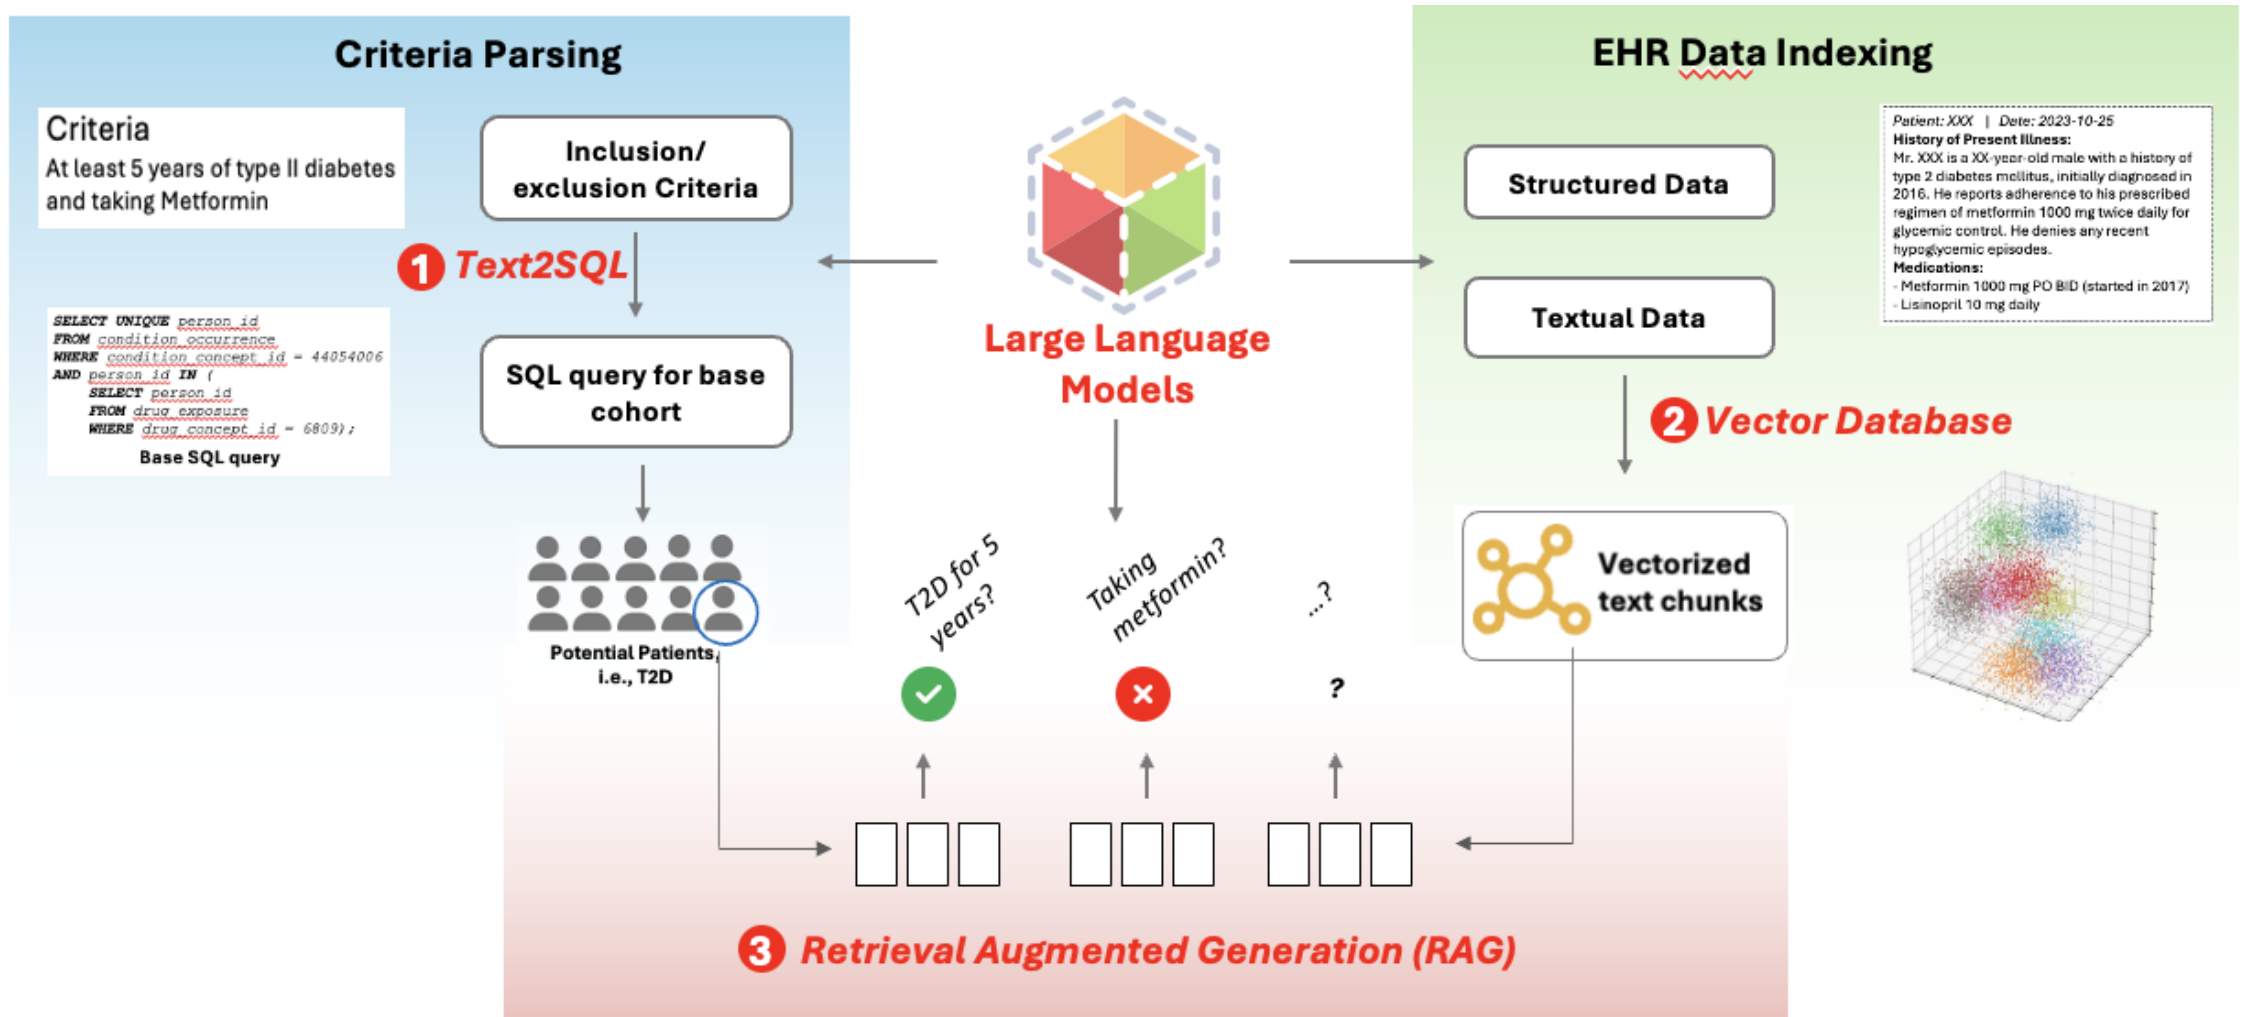 Criteria Parsing
Criteria
At least 5 years of type II diabetes
and taking Metformin
Inclusion/
exclusion Criteria
1 Text2SQL
SELECT UNIQUE person_id
FROM condition_occurrence
WHERE condition_concept_id = 44054006
AND person_id IN (
SELECT person_id
FROM drug_exposure
WHERE drug_concept_id = 6809);
Base SQL query
SQL query for base
cohort
Potential Patients,
i.e., T2D
Large Language
Models
T2D for 5
years?
Taking
metformin?
...?
?
EHR Data Indexing
Structured Data
Textual Data
Patient: XXX | Date: 2023-10-25
History of Present Illness:
Mr. XXX is a XX-year-old male with a history of
type 2 diabetes mellitus, initially diagnosed in
2016. He reports adherence to his prescribed
regimen of metformin 1000 mg twice daily for
glycemic control. He denies any recent
hypoglycemic episodes.
Medications:
- Metformin 1000 mg PO BID (started in 2017)
- Lisinopril 10 mg daily
2 Vector Database
Vectorized
text chunks
3 Retrieval Augmented Generation (RAG)